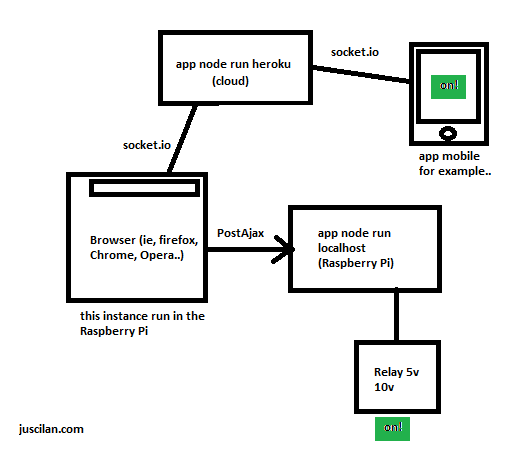 app node run heroku
(cloud)
socket.io
on!
socket.io
app mobile
for example..
Browser (ie, firefox,
Chrome, Opera..)
PostAjax
app node run
localhost
(Raspberry Pi)
this instance run in the
Raspberry Pi
Relay 5v
10v
on!
juscilan.com